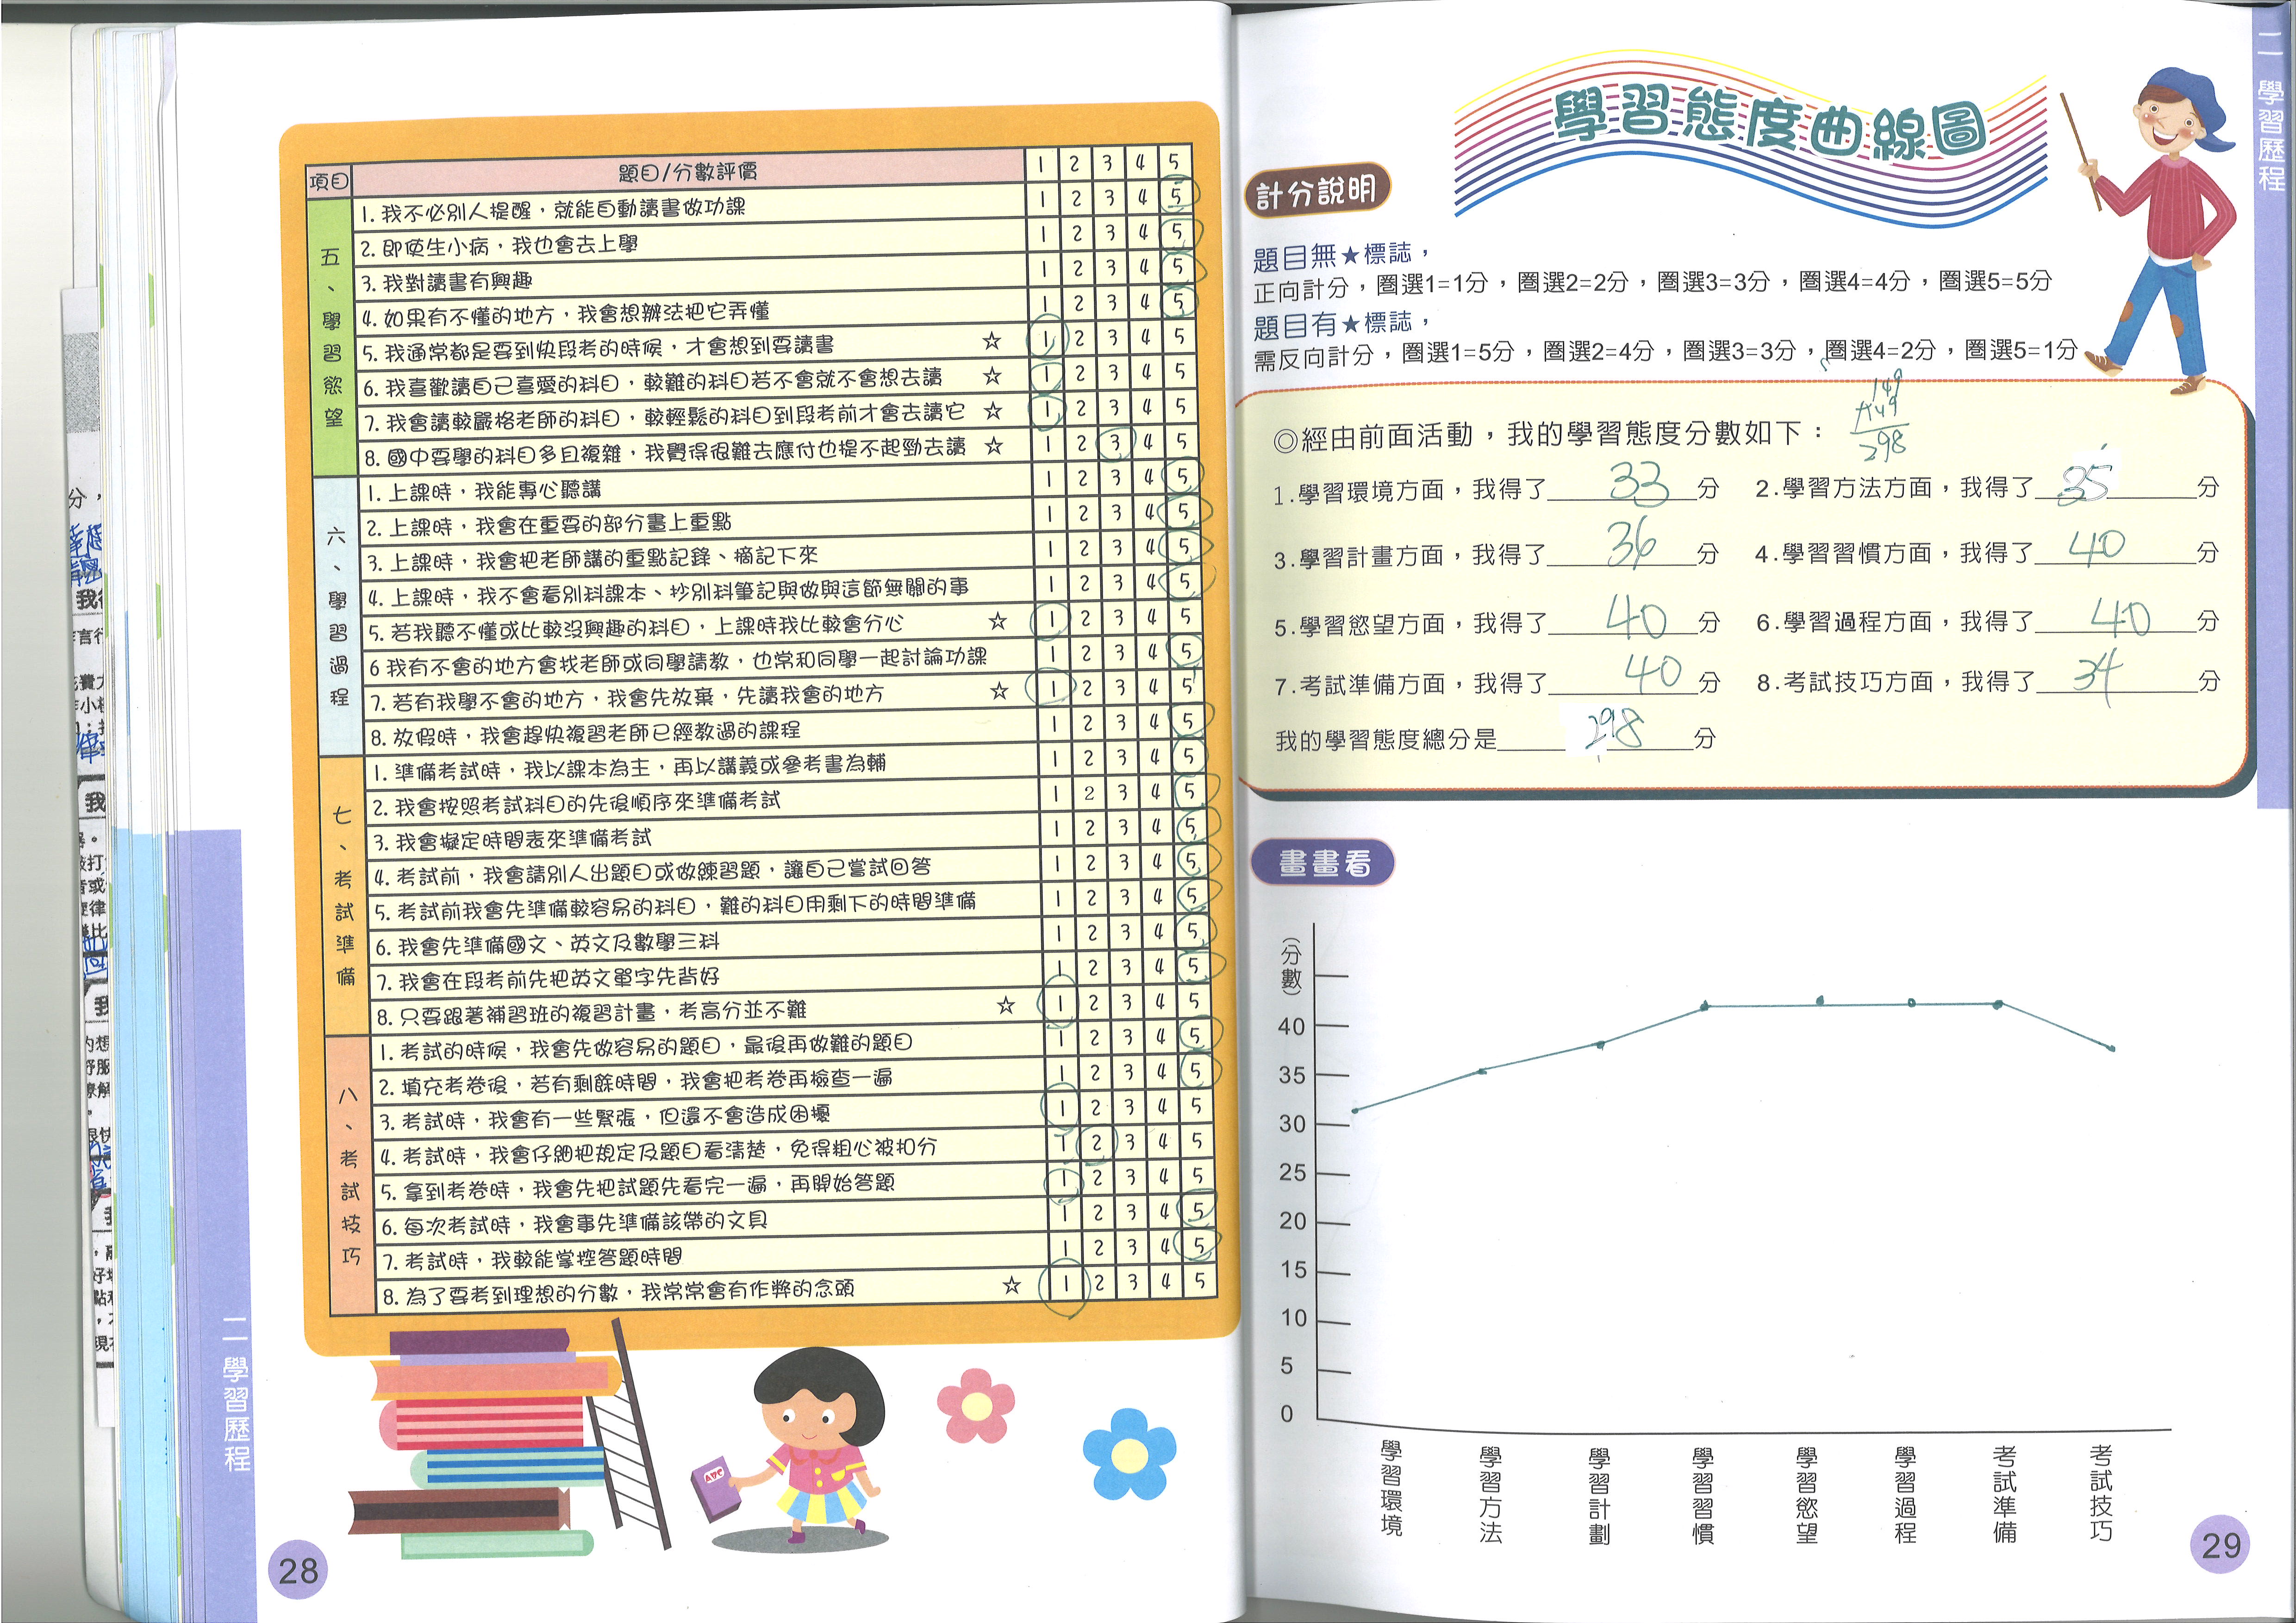 項目 題目/分數評價 1 2 3 4 5
五、學習慾望
1. 我不必別人提醒，就能自動讀書做功課 1 2 3 4 5
2. 即使生小病，我也會去上學 1 2 3 4 5
3. 我對讀書有興趣 1 2 3 4 5
4. 如果有不懂的地方，我會想辦法把它弄懂 1 2 3 4 5
5. 我通常都是要到快段考的時候，才會想到要讀書 ☆ 1 2 3 4 5
6. 我喜歡讀自己喜愛的科目，較難的科目若不會就不會想去讀 ☆ 1 2 3 4 5
7. 我會讀較嚴格老師的科目，較輕鬆的科目到段考前才會去讀它 ☆ 1 2 3 4 5
8. 國中要學的科目多且複雜，我覺得很難去應付也提不起勁去讀 ☆ 1 2 3 4 5
六、學習過程
1. 上課時，我能專心聽講 1 2 3 4 5
2. 上課時，我會在重要的部分畫上重點 1 2 3 4 5
3. 上課時，我會把老師講的重點記錄、摘記下來 1 2 3 4 5
4. 上課時，我不會看別科課本、抄別科筆記與做與這節無關的事 1 2 3 4 5
5. 若我聽不懂或比較沒興趣的科目，上課時我比較會分心 ☆ 1 2 3 4 5
6 我有不會的地方會找老師或同學請教，也常和同學一起討論功課 1 2 3 4 5
7. 若有我學不會的地方，我會先放棄，先讀我會的地方 ☆ 1 2 3 4 5
8. 放假時，我會趕快複習老師已經教過的課程 1 2 3 4 5
七、考試準備
1. 準備考試時，我以課本為主，再以講義或參考書為輔 1 2 3 4 5
2. 我會按照考試科目的先後順序來準備考試 1 2 3 4 5
3. 我會擬定時間表來準備考試 1 2 3 4 5
4. 考試前，我會請別人出題目或做練習題，讓自己嘗試回答 1 2 3 4 5
5. 考試前我會先準備較容易的科目，難的科目用剩下的時間準備 1 2 3 4 5
6. 我會先準備國文、英文及數學三科 1 2 3 4 5
7. 我會在段考前先把英文單字先背好 1 2 3 4 5
8. 只要跟著補習班的複習計畫，考高分並不難 ☆ 1 2 3 4 5
八、考試技巧
1. 考試的時候，我會先做容易的題目，最後再做難的題目 1 2 3 4 5
2. 填充考卷後，若有剩餘時間，我會把考卷再檢查一遍 1 2 3 4 5
3. 考試時，我會有一些緊張，但還不會造成困擾 1 2 3 4 5
4. 考試時，我會仔細把規定及題目看清楚，免得粗心被扣分 1 2 3 4 5
5. 拿到考卷時，我會先把試題先看完一遍，再開始答題 1 2 3 4 5
6. 每次考試時，我會事先準備該帶的文具 1 2 3 4 5
7. 考試時，我較能掌控答題時間 1 2 3 4 5
8. 為了要考到理想的分數，我常常會有作弊的念頭 ☆ 1 2 3 4 5
ABC
二 學習歷程
28
二 學習歷程
學習態度曲線圖
計分說明
題目無★標誌，
正向計分，圈選1=1分，圈選2=2分，圈選3=3分，圈選4=4分，圈選5=5分
題目有★標誌，
需反向計分，圈選1=5分，圈選2=4分，圈選3=3分，圈選4=2分，圈選5=1分
149
+149
298
◎經由前面活動，我的學習態度分數如下：
1.學習環境方面，我得了 33 分 2.學習方法方面，我得了 35 分
3.學習計畫方面，我得了 36 分 4.學習習慣方面，我得了 40 分
5.學習慾望方面，我得了 40 分 6.學習過程方面，我得了 40 分
7.考試準備方面，我得了 40 分 8.考試技巧方面，我得了 34 分
我的學習態度總分是 298 分
畫畫看
（分數）
40
35
30
25
20
15
10
5
0
學習環境 學習方法 學習計劃 學習習慣 學習慾望 學習過程 考試準備 考試技巧
29